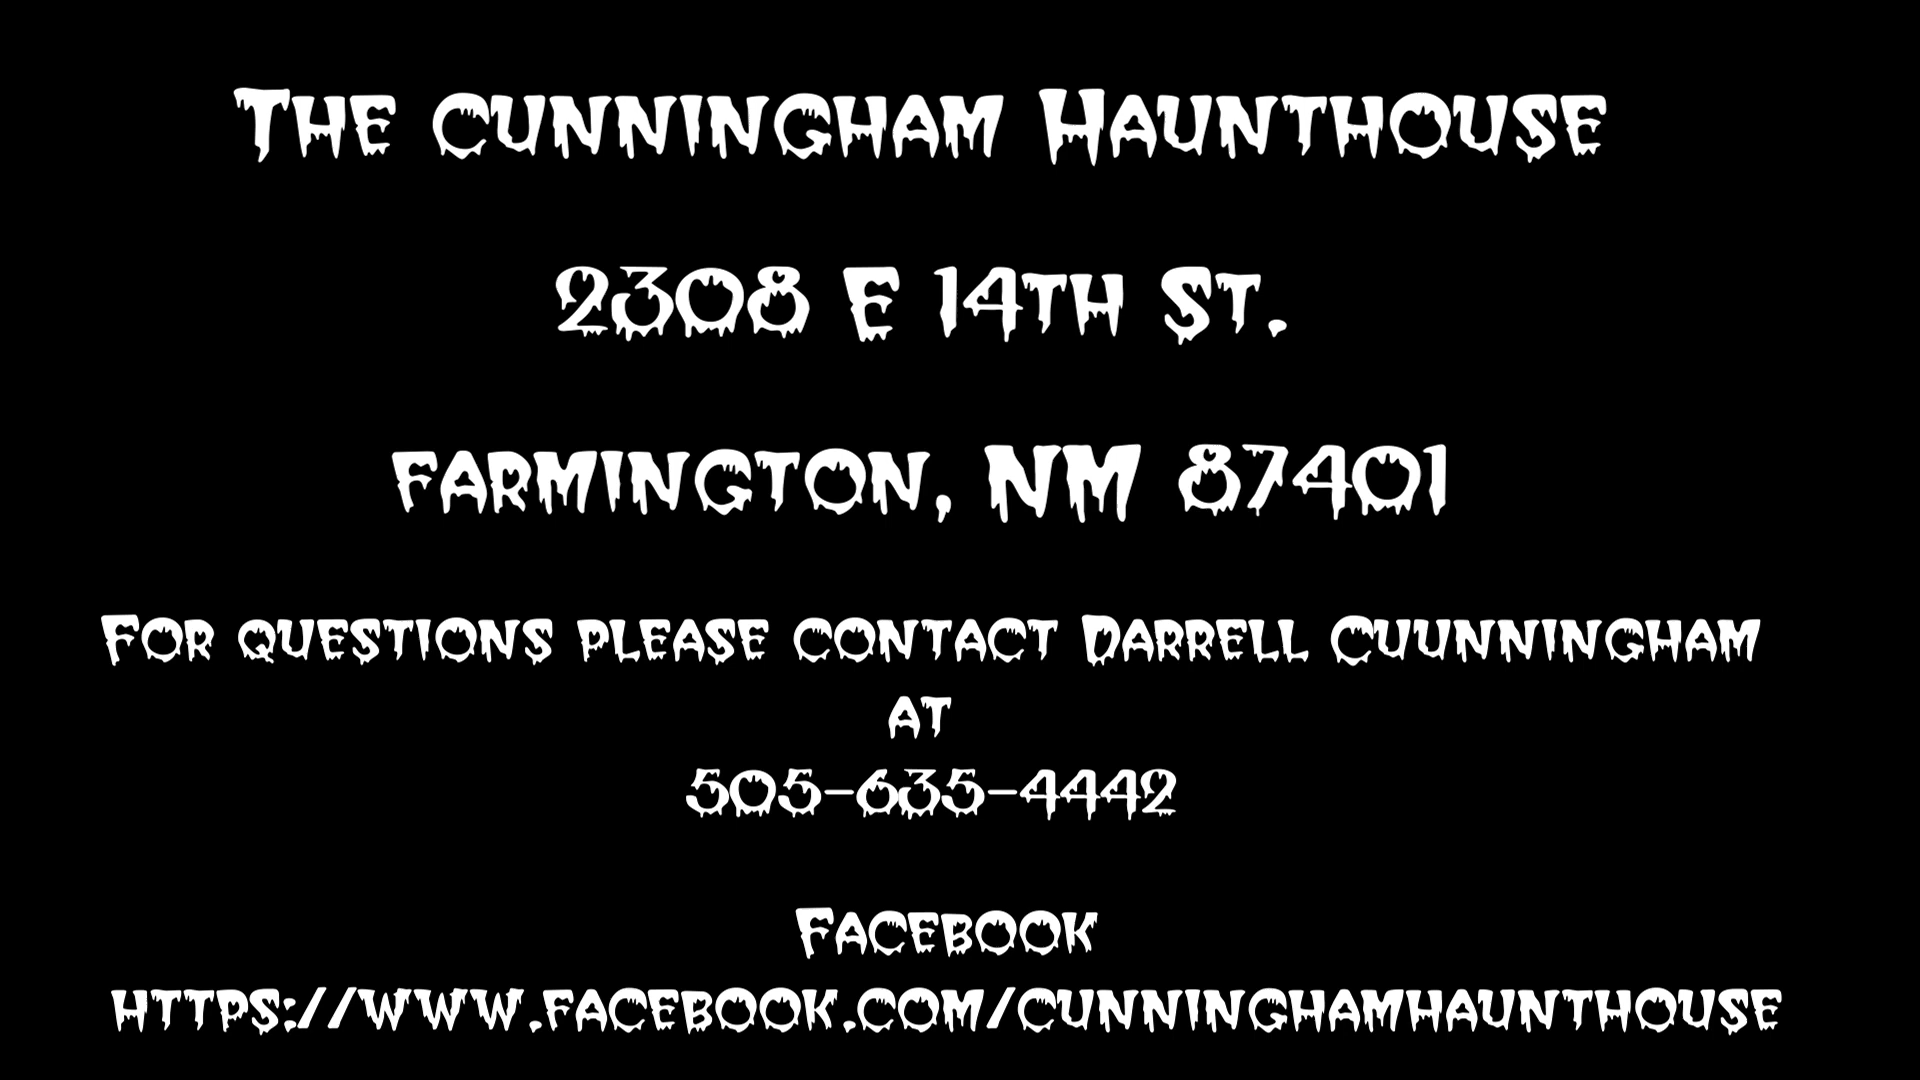 The Cunningham Haunthouse
2308 E 14th St.
farmington, NM 87401
For questions please contact Darrell Cuunningham
at
505-635-4442
Facebook
https://www.facebook.com/cunninghamhaunthouse